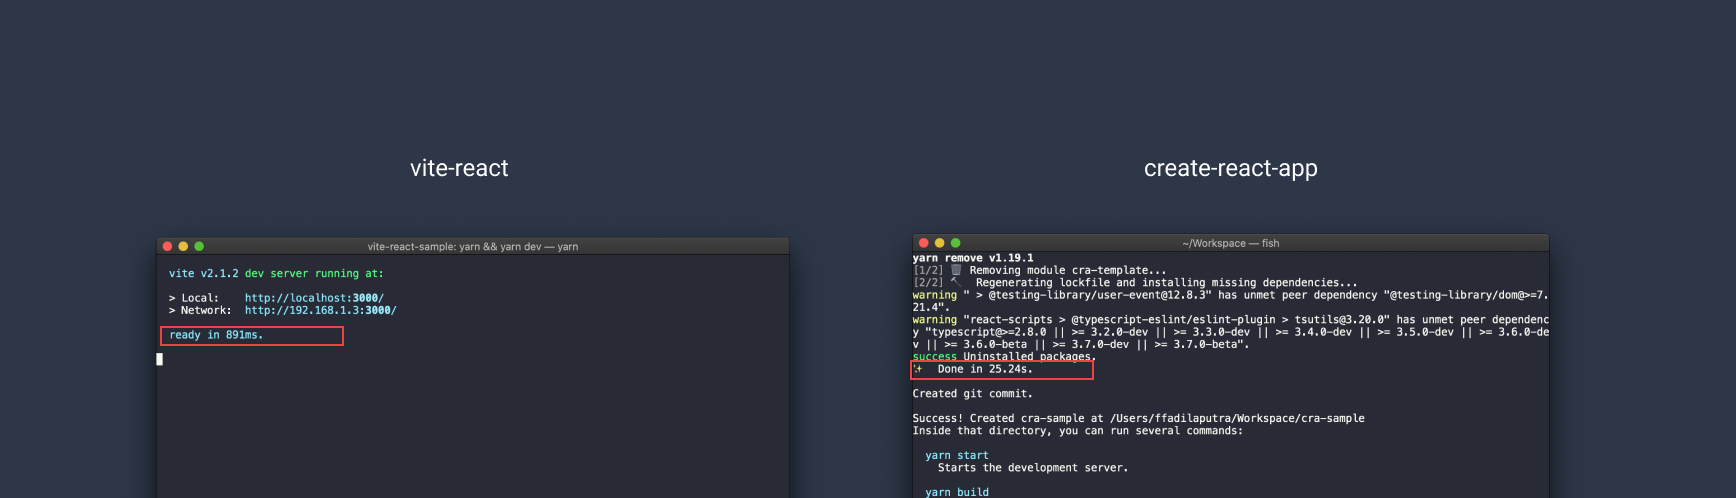 vite-react
vite-react-sample: yarn && yarn dev — yarn
vite v2.1.2 dev server running at:
> Local: http://localhost:3000/
> Network: http://192.168.1.3:3000/
ready in 891ms.
create-react-app
~/Workspace — fish
yarn remove v1.19.1
[1/2] 🗑 Removing module cra-template...
[2/2] 🔨 Regenerating lockfile and installing missing dependencies...
warning " > @testing-library/user-event@12.8.3" has unmet peer dependency "@testing-library/dom@>=7.
21.4".
warning "react-scripts > @typescript-eslint/eslint-plugin > tsutils@3.20.0" has unmet peer dependenc
y "typescript@>=2.8.0 || >= 3.2.0-dev || >= 3.3.0-dev || >= 3.4.0-dev || >= 3.5.0-dev || >= 3.6.0-de
v || >= 3.6.0-beta || >= 3.7.0-dev || >= 3.7.0-beta".
success Uninstalled packages.
✨ Done in 25.24s.
Created git commit.
Success! Created cra-sample at /Users/ffadilaputra/Workspace/cra-sample
Inside that directory, you can run several commands:
yarn start
Starts the development server.
yarn build